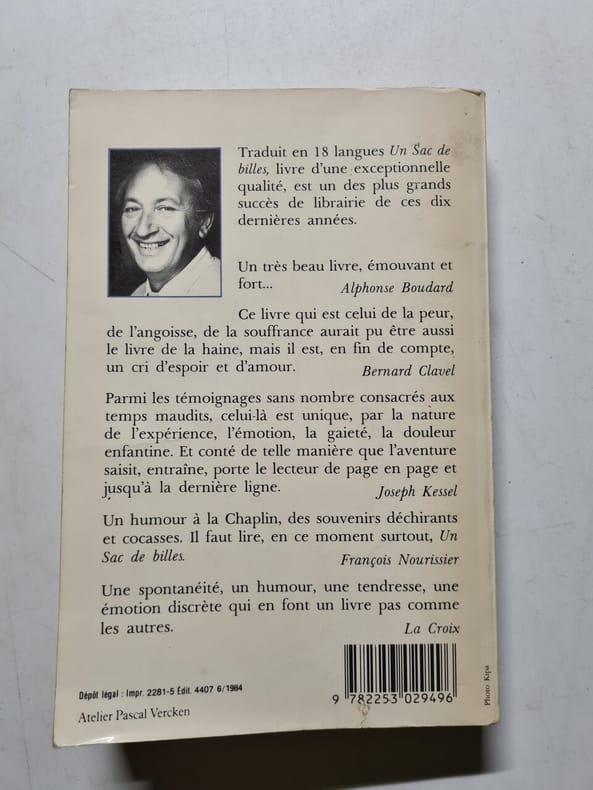 Traduit en 18 langues Un Sac de
billes, livre d'une exceptionnelle
qualité, est un des plus grands
succès de librairie de ces dix
dernières années.
Un très beau livre, émouvant et
fort... Alphonse Boudard
Ce livre qui est celui de la peur,
de l'angoisse, de la souffrance aurait pu être aussi
le livre de la haine, mais il est, en fin de compte,
un cri d'espoir et d'amour. Bernard Clavel
Parmi les témoignages sans nombre consacrés aux
temps maudits, celui-là est unique, par la nature
de l'expérience, l'émotion, la gaieté, la douleur
enfantine. Et conté de telle manière que l'aventure
saisit, entraîne, porte le lecteur de page en page et
jusqu'à la dernière ligne. Joseph Kessel
Un humour à la Chaplin, des souvenirs déchirants
et cocasses. Il faut lire, en ce moment surtout, Un
Sac de billes. François Nourissier
Une spontanéité, un humour, une tendresse, une
émotion discrète qui en font un livre pas comme
les autres. La Croix
Dépôt légal : Impr. 2281-5 Édit. 4407 6/1984
Atelier Pascal Vercken
9 782253 029496
Photo Kipa